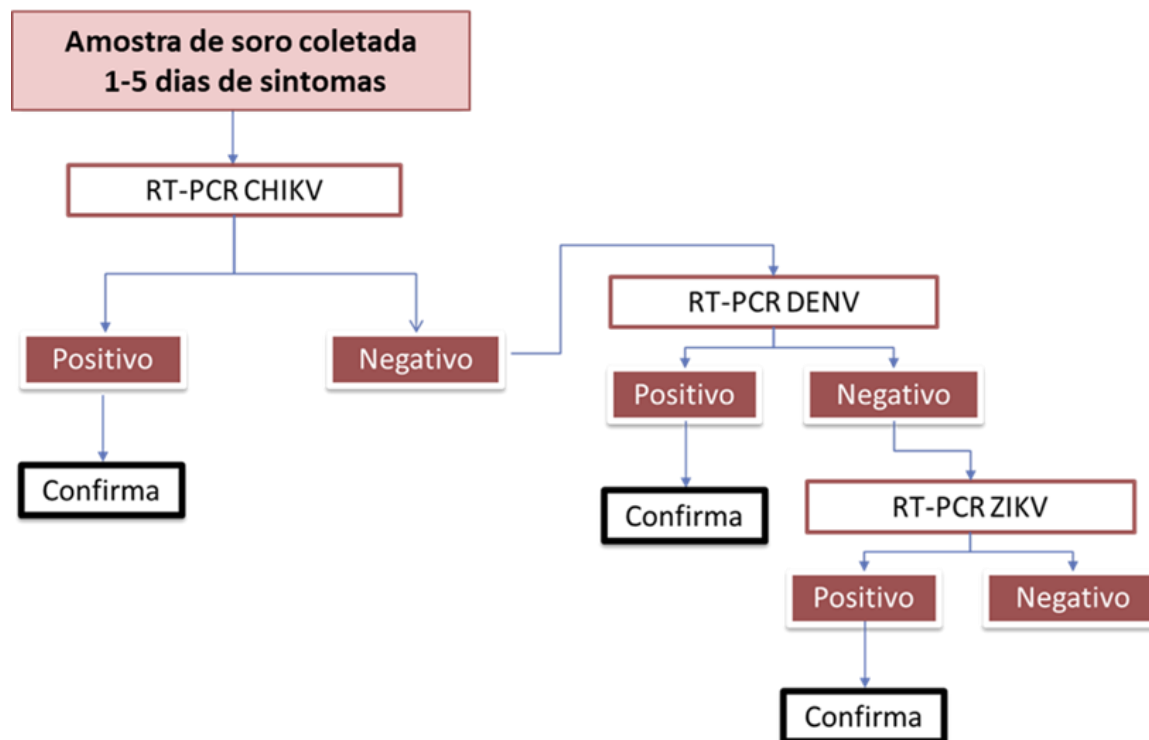 Amostra de soro coletada
1-5 dias de sintomas
RT-PCR CHIKV
Positivo
Negativo
Confirma
RT-PCR DENV
Positivo
Negativo
Confirma
RT-PCR ZIKV
Positivo
Negativo
Confirma